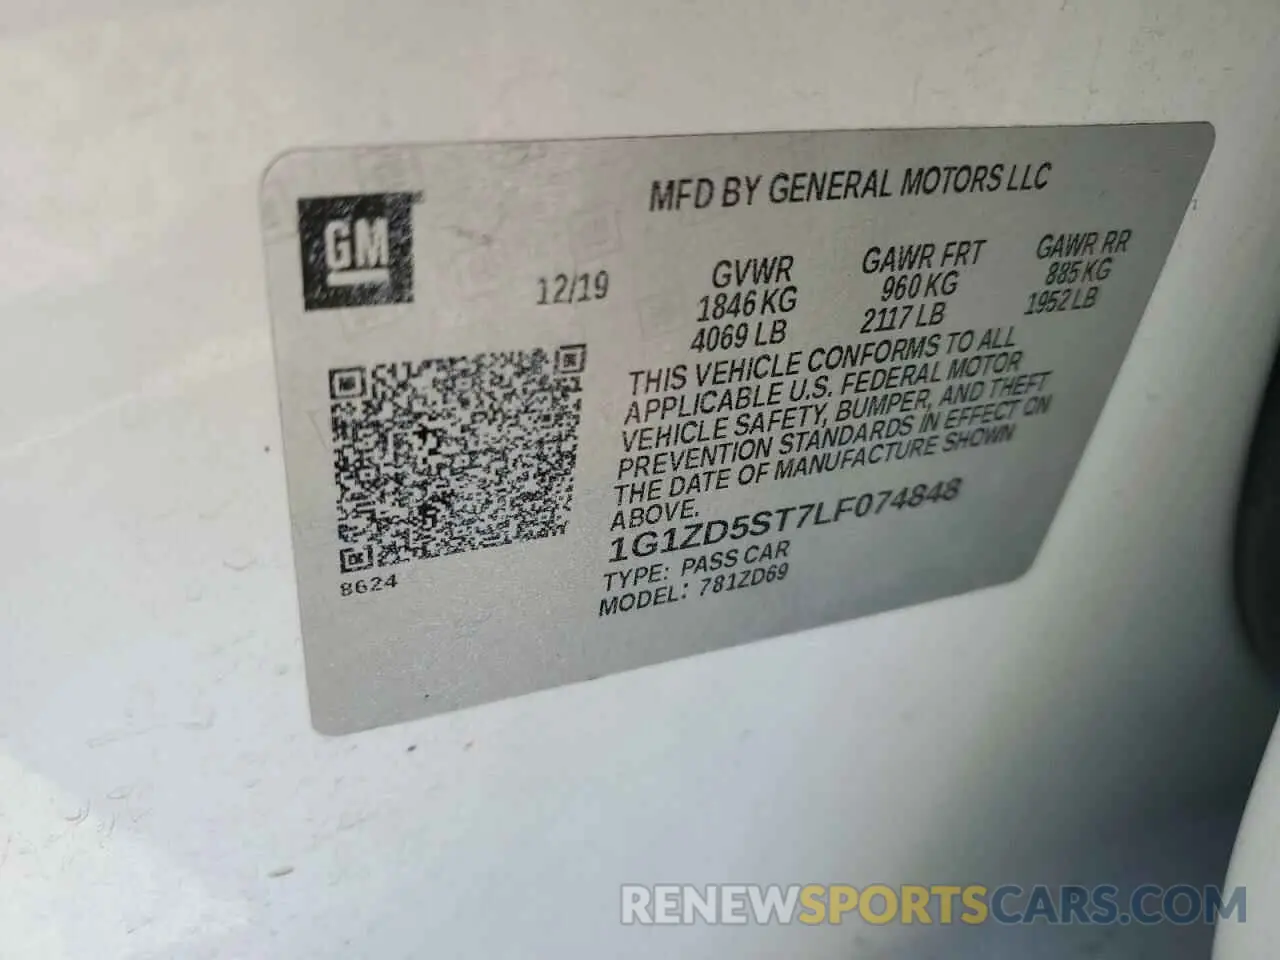 GM
MFD BY GENERAL MOTORS LLC
12/19
GVWR
1846 KG
4069 LB
GAWR FRT
960 KG
2117 LB
GAWR RR
885 KG
1952 LB
THIS VEHICLE CONFORMS TO ALL
APPLICABLE U.S. FEDERAL MOTOR
VEHICLE SAFETY, BUMPER, AND THEFT
PREVENTION STANDARDS IN EFFECT ON
THE DATE OF MANUFACTURE SHOWN
ABOVE.
1G1ZD5ST7LF074848
TYPE: PASS CAR
MODEL: 781ZD69
8624
RENEWSPORTSCARS.COM